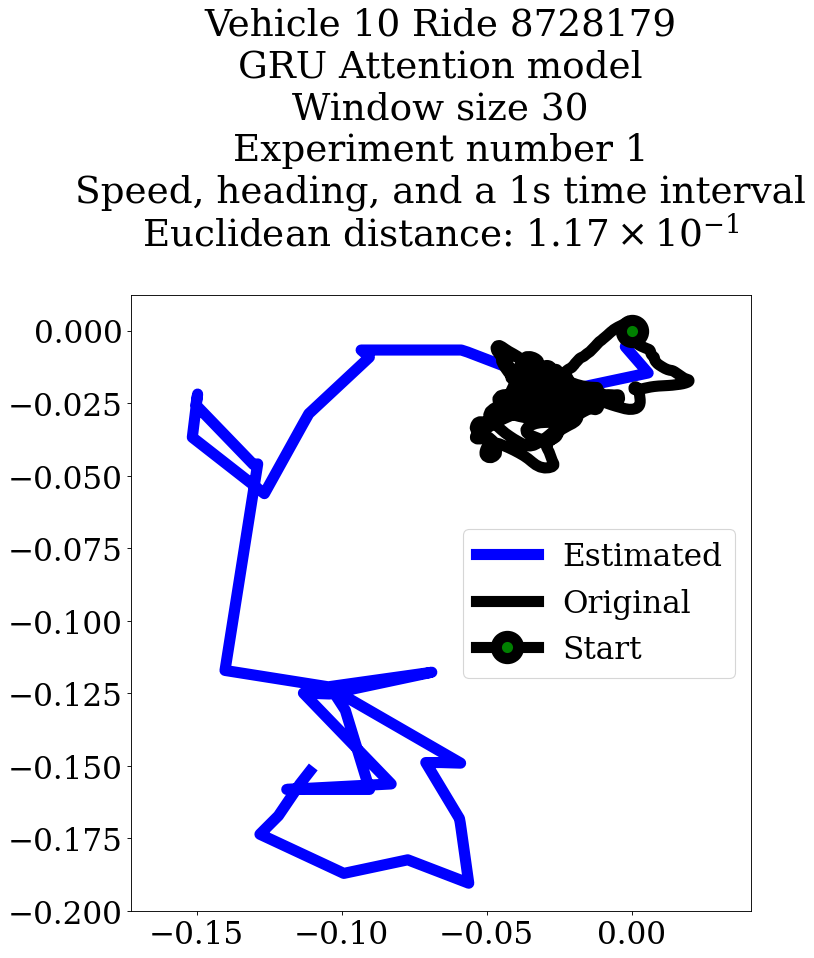 Vehicle 10 Ride 8728179
GRU Attention model
Window size 30
Experiment number 1
Speed, heading, and a 1s time interval
Euclidean distance: 1.17 × 10⁻¹
0.000
−0.025
−0.050
−0.075
−0.100
−0.125
−0.150
−0.175
−0.200
Estimated
Original
Start
−0.15 −0.10 −0.05 0.00